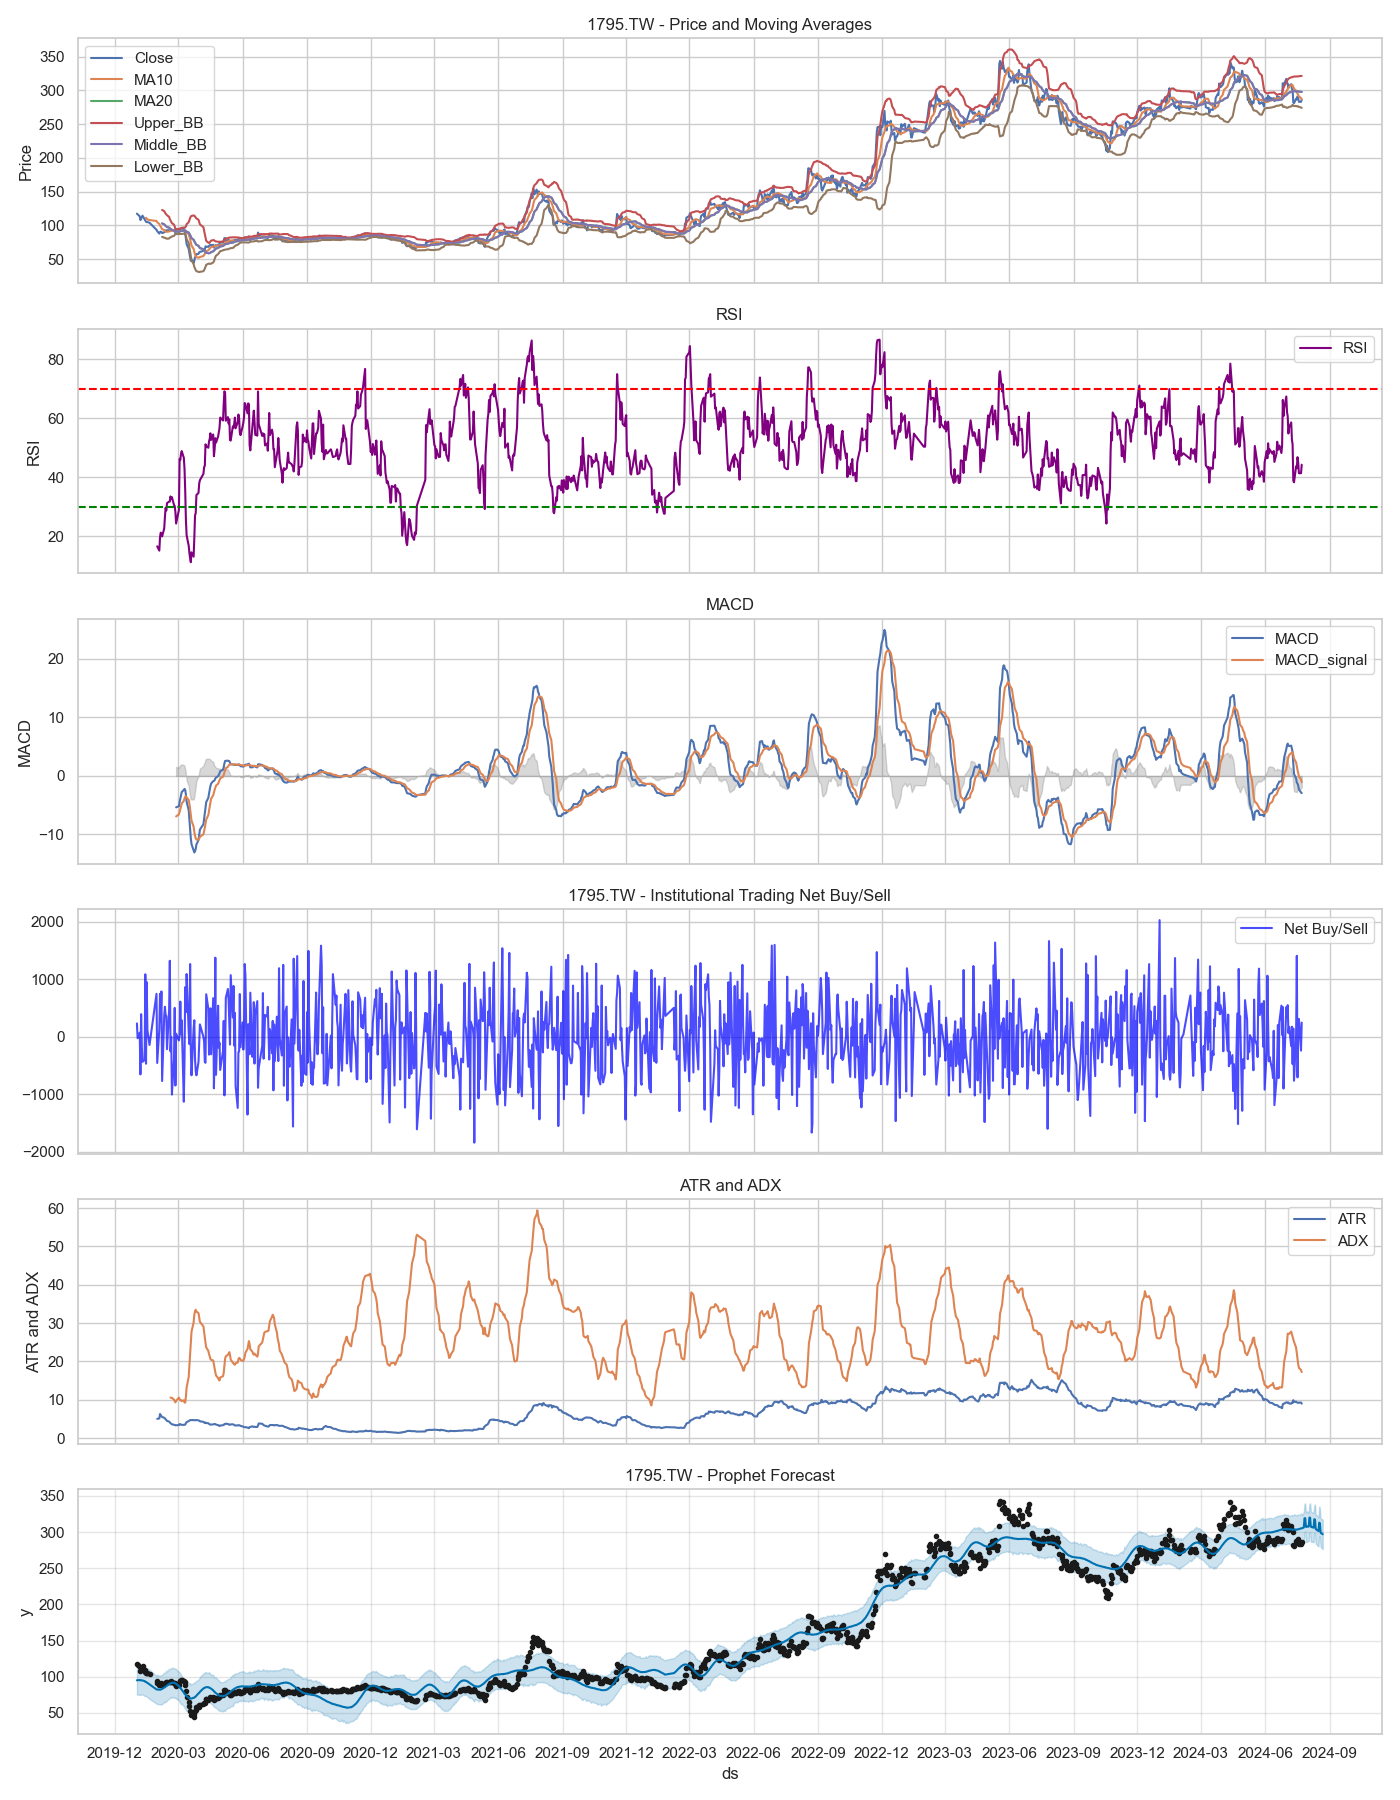 1795.TW - Price and Moving Averages
Close
MA10
MA20
Upper_BB
Middle_BB
Lower_BB
Price
350
300
250
200
150
100
50
RSI
RSI
RSI
80
60
40
20
MACD
MACD
MACD_signal
MACD
20
10
0
−10
1795.TW - Institutional Trading Net Buy/Sell
Net Buy/Sell
2000
1000
0
−1000
−2000
ATR and ADX
ATR
ADX
ATR and ADX
60
50
40
30
20
10
0
1795.TW - Prophet Forecast
y
350
300
250
200
150
100
50
2019-12 2020-03 2020-06 2020-09 2020-12 2021-03 2021-06 2021-09 2021-12 2022-03 2022-06 2022-09 2022-12 2023-03 2023-06 2023-09 2023-12 2024-03 2024-06 2024-09
ds